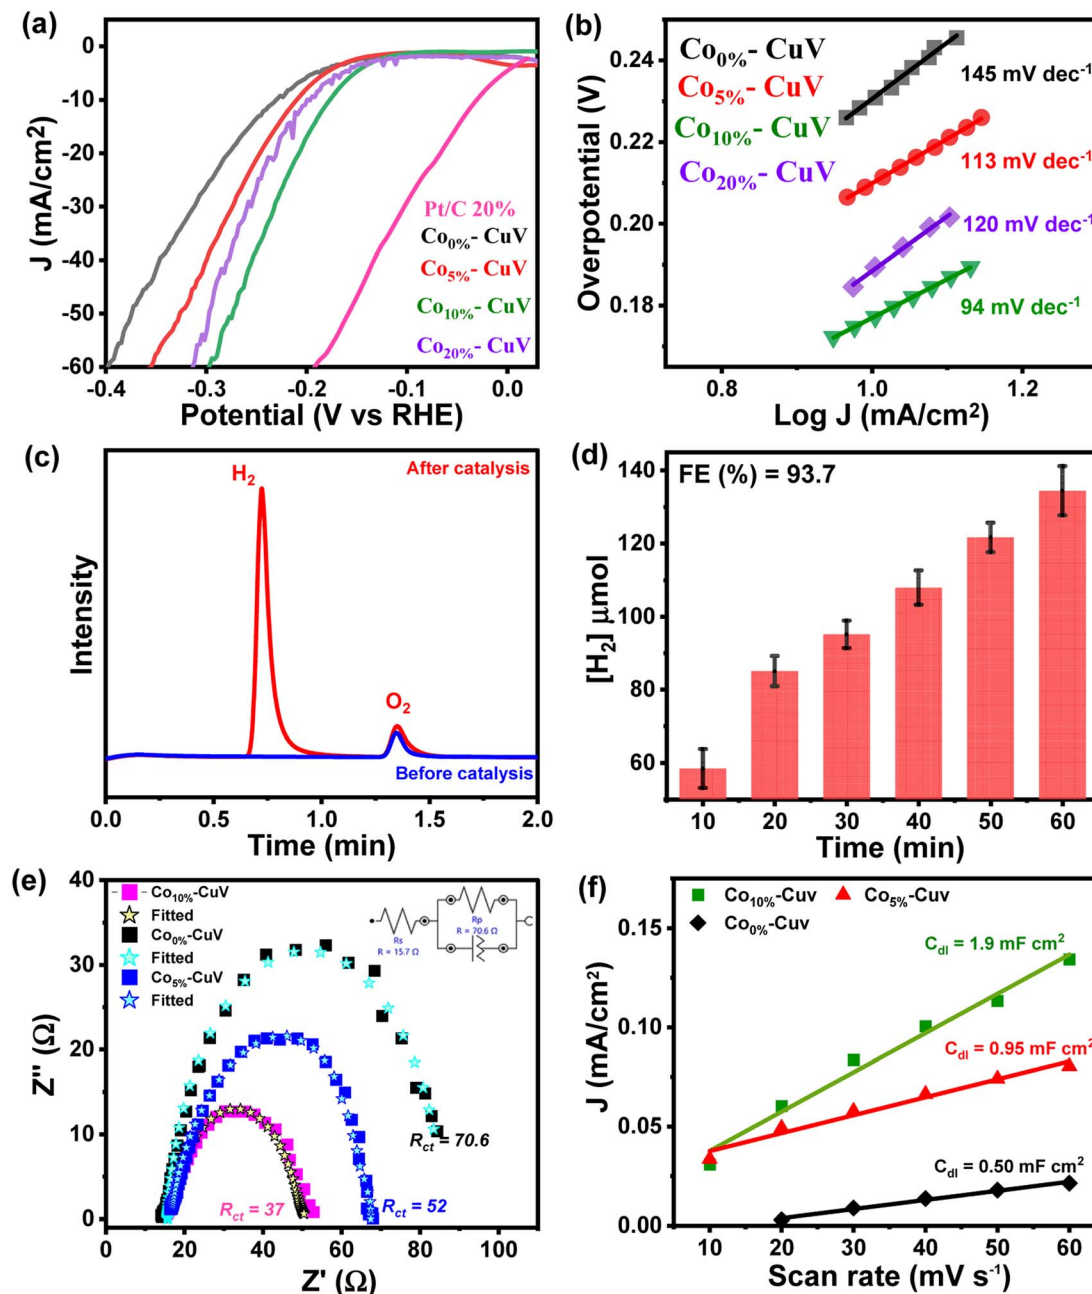 (a)
0
-10
-20
-30
-40
-50
-60
J (mA/cm²)
Pt/C 20%
Co0%- CuV
Co5%- CuV
Co10%- CuV
Co20%- CuV
-0.4 -0.3 -0.2 -0.1 0.0
Potential (V vs RHE)
(b)
Co0%- CuV
Co5%- CuV
Co10%- CuV
Co20%- CuV
0.24
0.22
0.20
0.18
Overpotential (V)
145 mV dec⁻¹
113 mV dec⁻¹
120 mV dec⁻¹
94 mV dec⁻¹
0.8 1.0 1.2
Log J (mA/cm²)
(c)
H2
After catalysis
Intensity
O2
Before catalysis
0.0 0.5 1.0 1.5 2.0
Time (min)
(d)
FE (%) = 93.7
140
120
100
80
60
[H2] μmol
10 20 30 40 50 60
Time (min)
(e)
Co10%-CuV
Fitted
Co0%-CuV
Fitted
Co5%-CuV
Fitted
Rp
R = 70.6 Ω
Rs
R = 15.7 Ω
40
30
20
10
0
Z" (Ω)
Rct = 70.6
Rct = 37
Rct = 52
0 20 40 60 80 100
Z' (Ω)
(f)
Co10%-Cuv
Co5%-Cuv
Co0%-Cuv
0.15
0.10
0.05
0.00
J (mA/cm²)
Cdl = 1.9 mF cm²
Cdl = 0.95 mF cm²
Cdl = 0.50 mF cm²
10 20 30 40 50 60
Scan rate (mV s⁻¹)